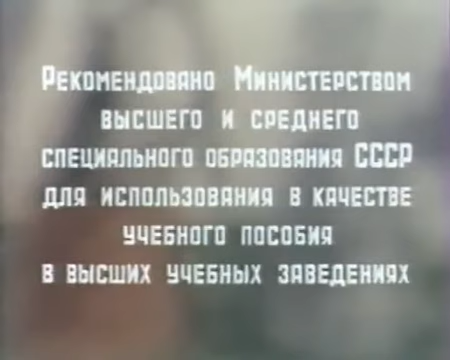 Рекомендовано Министерством
высшего и среднего
специального образования СССР
для использования в качестве
учебного пособия
в высших учебных заведениях